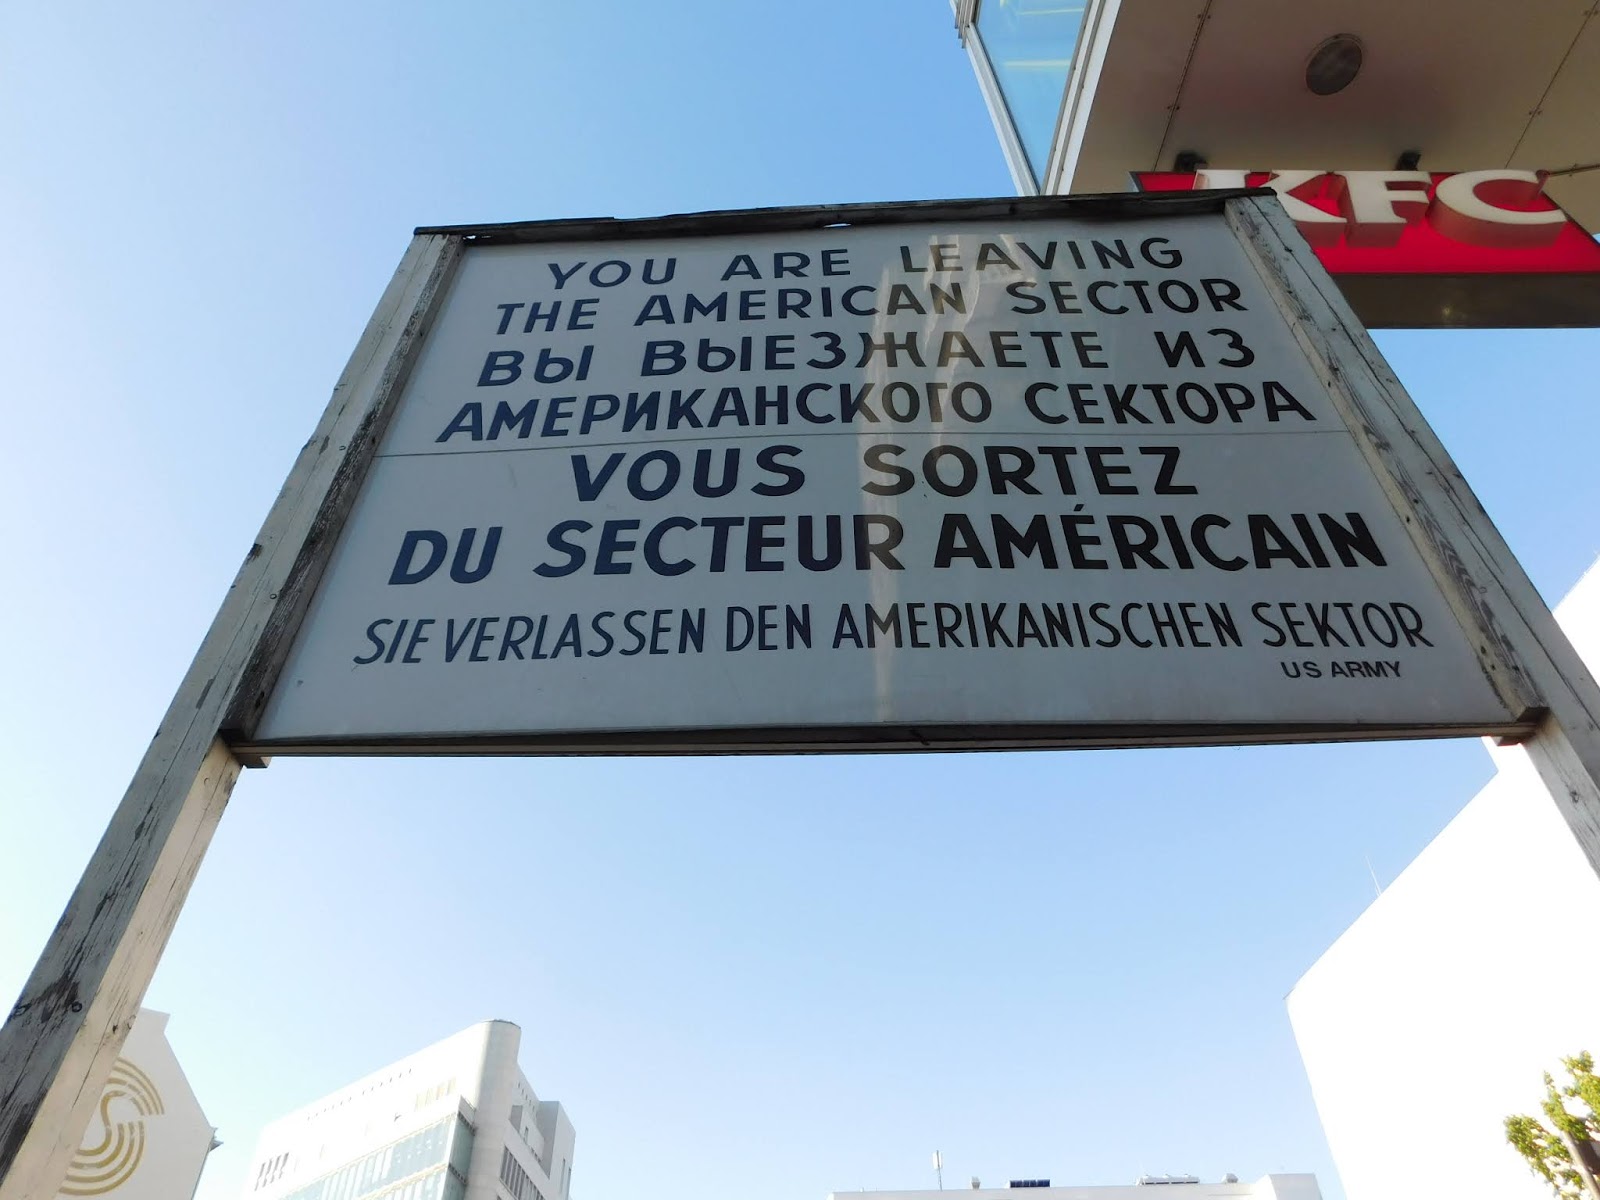 KFC
YOU ARE LEAVING
THE AMERICAN SECTOR
ВЫ ВЫЕЗЖАЕТЕ ИЗ
АМЕРИКАНСКОГО СЕКТОРА
VOUS SORTEZ
DU SECTEUR AMÉRICAIN
SIE VERLASSEN DEN AMERIKANISCHEN SEKTOR
US ARMY